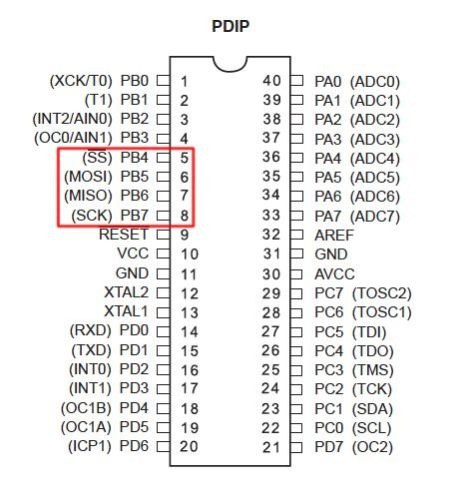 PDIP
(XCK/T0) PB0 1 40 PA0 (ADC0)
(T1) PB1 2 39 PA1 (ADC1)
(INT2/AIN0) PB2 3 38 PA2 (ADC2)
(OC0/AIN1) PB3 4 37 PA3 (ADC3)
(SS) PB4 5 36 PA4 (ADC4)
(MOSI) PB5 6 35 PA5 (ADC5)
(MISO) PB6 7 34 PA6 (ADC6)
(SCK) PB7 8 33 PA7 (ADC7)
RESET 9 32 AREF
VCC 10 31 GND
GND 11 30 AVCC
XTAL2 12 29 PC7 (TOSC2)
XTAL1 13 28 PC6 (TOSC1)
(RXD) PD0 14 27 PC5 (TDI)
(TXD) PD1 15 26 PC4 (TDO)
(INT0) PD2 16 25 PC3 (TMS)
(INT1) PD3 17 24 PC2 (TCK)
(OC1B) PD4 18 23 PC1 (SDA)
(OC1A) PD5 19 22 PC0 (SCL)
(ICP1) PD6 20 21 PD7 (OC2)